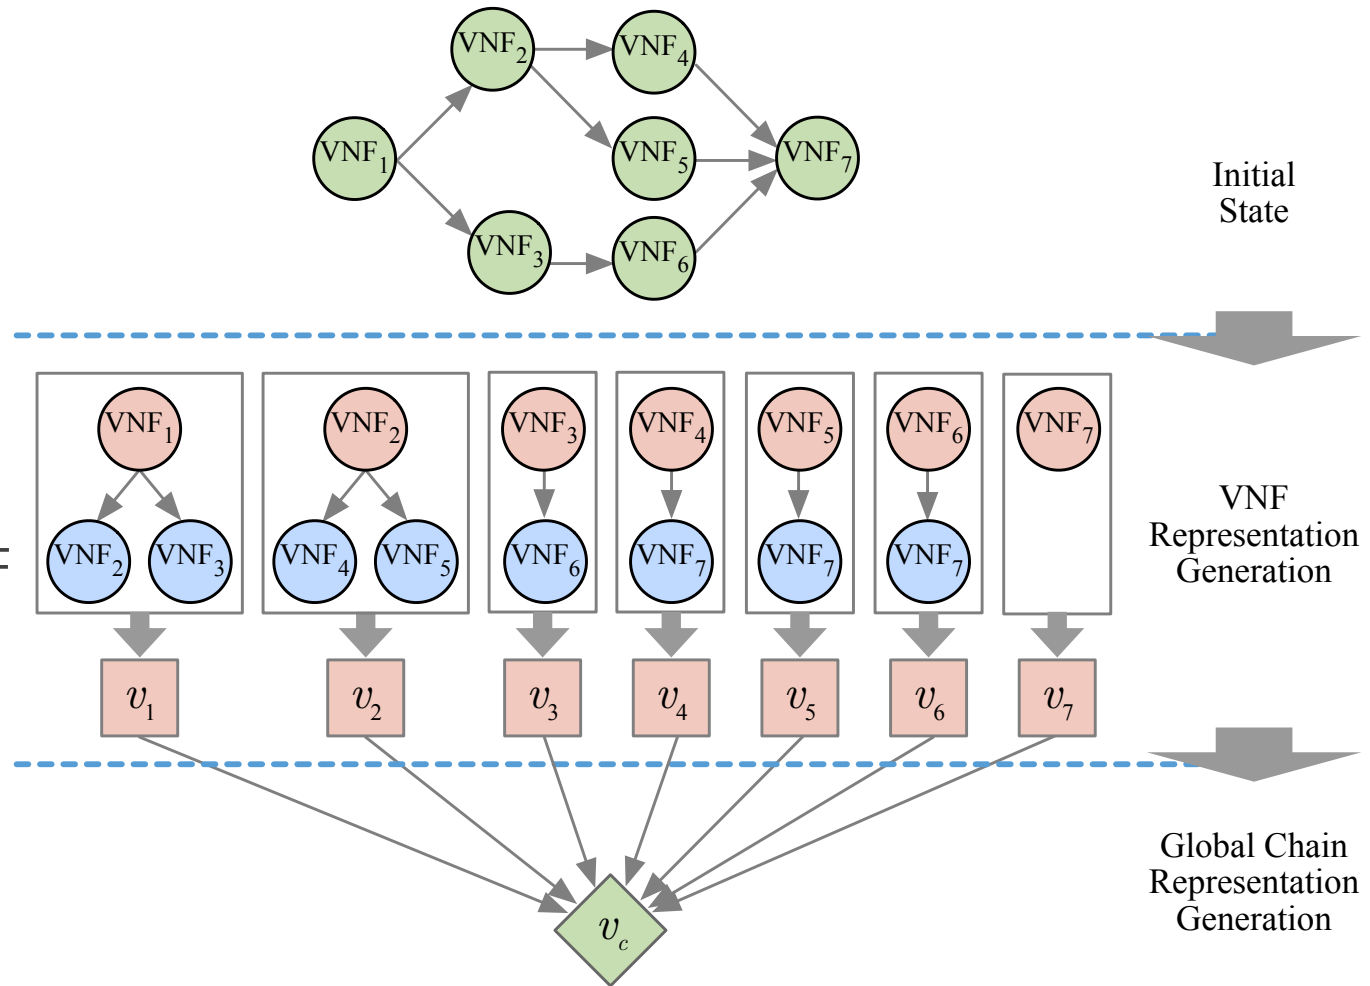 VNF₂
VNF₄
VNF₁
VNF₅
VNF₇
VNF₃
VNF₆
Initial
State
VNF₁
VNF₂
VNF₃
VNF₄
VNF₅
VNF₆
VNF₇
VNF₂
VNF₃
VNF₄
VNF₅
VNF₆
VNF₇
VNF₇
VNF₇
VNF
Representation
Generation
v₁
v₂
v₃
v₄
v₅
v₆
v₇
Global Chain
Representation
Generation
v_c